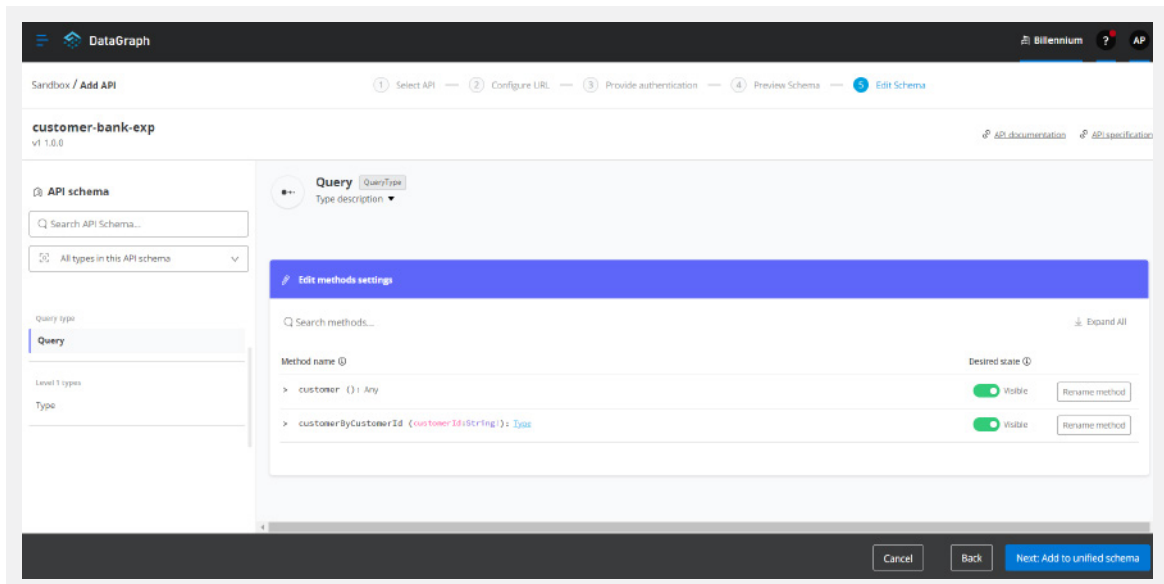 DataGraph
Billennium ? AP
Sandbox / Add API
1 Select API — 2 Configure URL — 3 Provide authentication — 4 Preview Schema — 5 Edit Schema
customer-bank-exp
v1 1.0.0
API documentation API specification
API schema
Search API Schema...
All types in this API schema
Query type
Query
Level 1 types
Type
Query QueryType
Type description
Edit methods settings
Search methods...
Expand All
Method name Desired state
> customer (): Any Visible Rename method
> customerByCustomerId (customerId:String!): Type Visible Rename method
Cancel Back Next: Add to unified schema